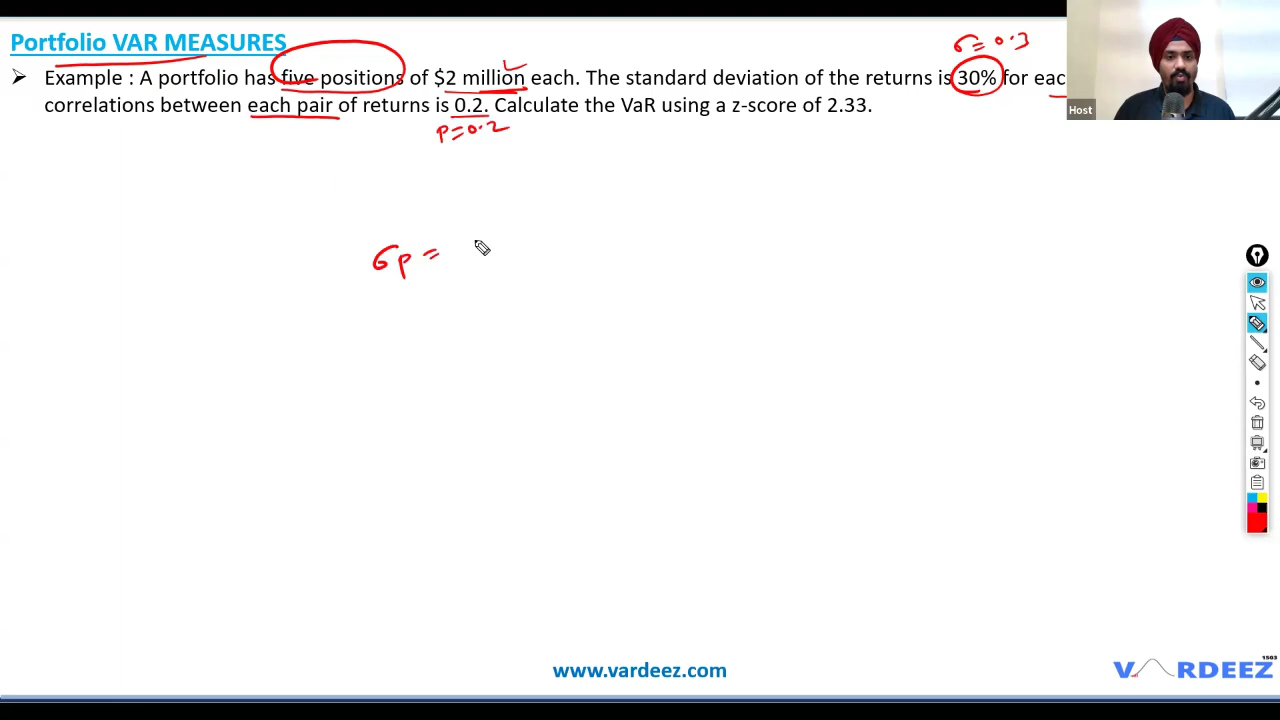 Portfolio VAR MEASURES
σ = 0.3
➢ Example : A portfolio has five positions of $2 million each. The standard deviation of the returns is 30% for
correlations between each pair of returns is 0.2. Calculate the VaR using a z-score of 2.33.
Host
ρ = 0.2
σp =
www.vardeez.com
1503
VARDEEZ